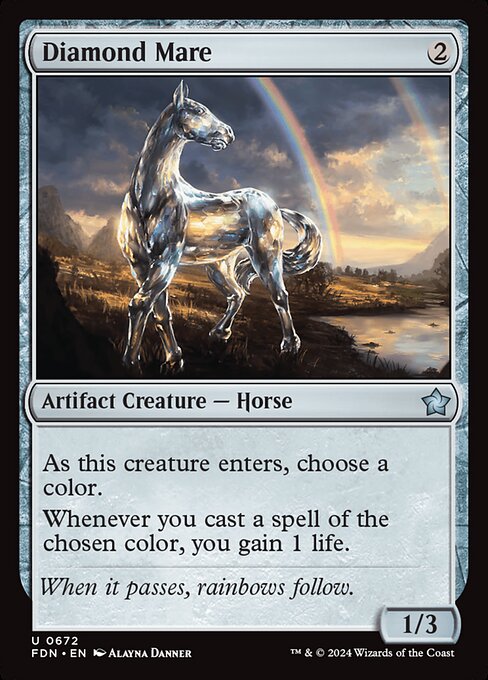 Diamond Mare 2
Artifact Creature — Horse
As this creature enters, choose a
color.
Whenever you cast a spell of the
chosen color, you gain 1 life.
When it passes, rainbows follow.
1/3
U 0672
FDN • EN Alayna Danner
™ & © 2024 Wizards of the Coast